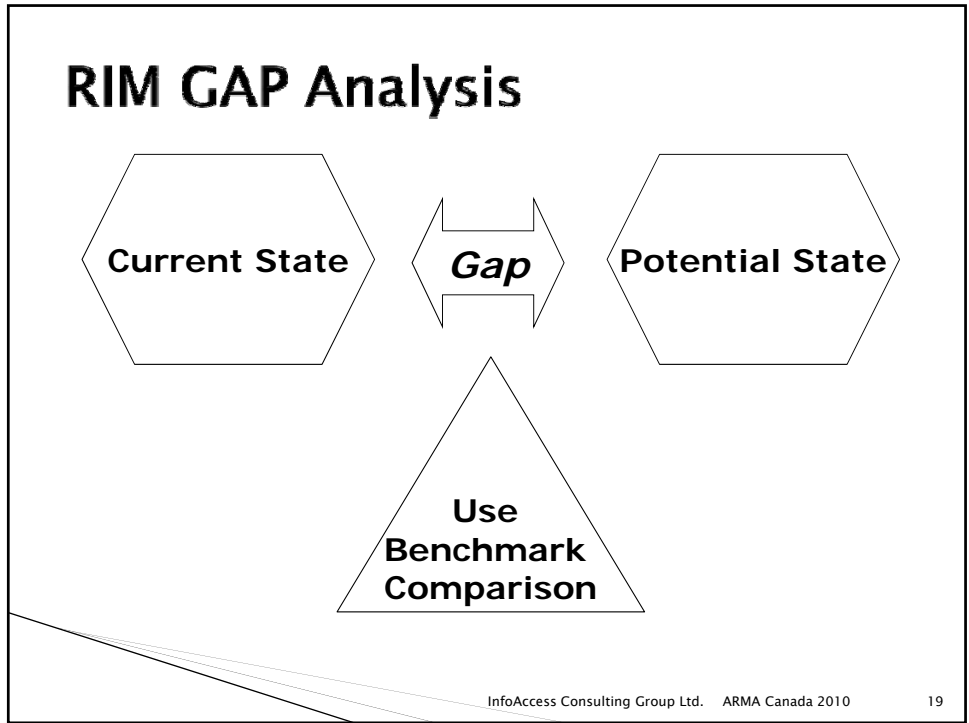 RIM GAP Analysis
Current State
Gap
Potential State
Use
Benchmark
Comparison
InfoAccess Consulting Group Ltd. ARMA Canada 2010 19